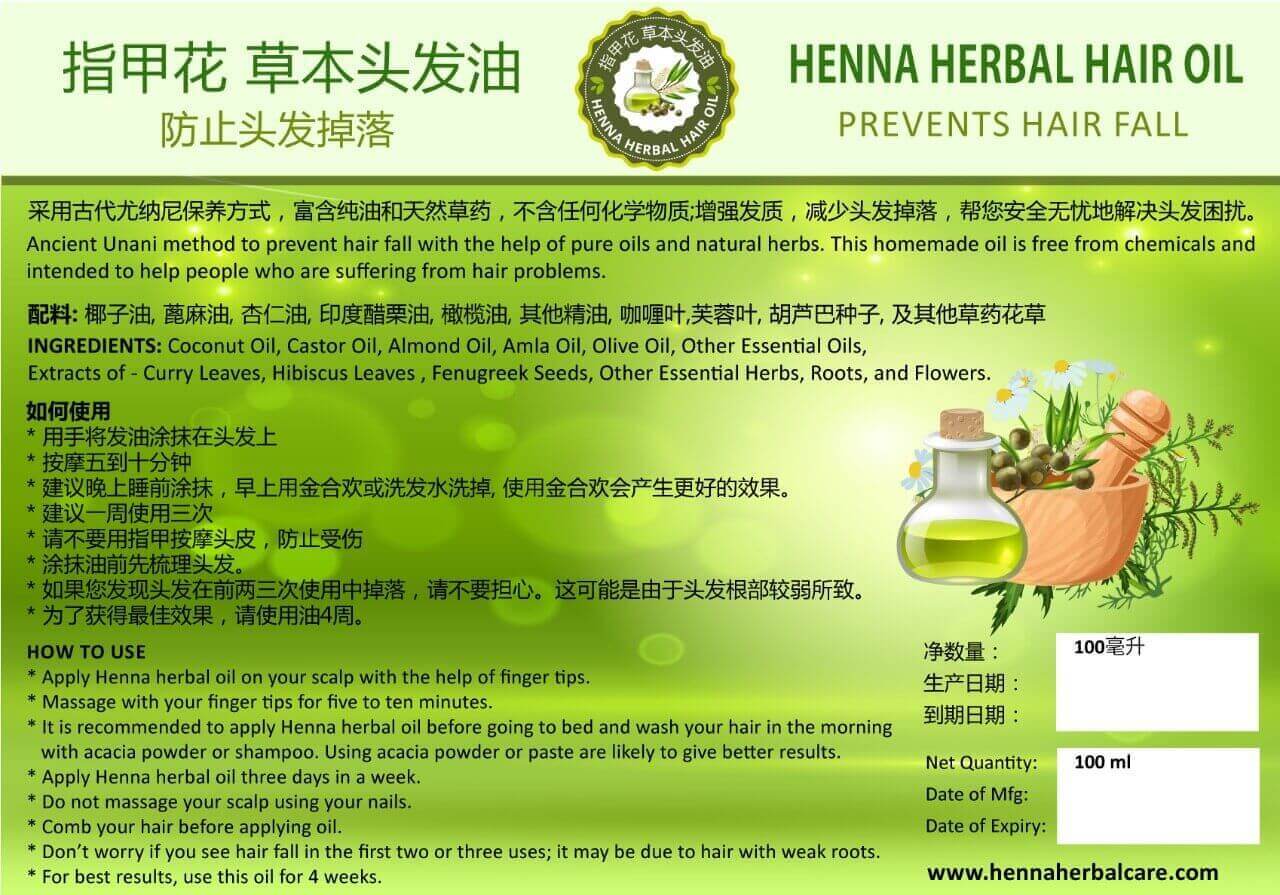 指甲花 草本头发油
防止头发掉落
指甲花 草本头发油
HENNA HERBAL HAIR OIL
HENNA HERBAL HAIR OIL
PREVENTS HAIR FALL
采用古代尤纳尼保养方式，富含纯油和天然草药，不含任何化学物质;增强发质，减少头发掉落，帮您安全无忧地解决头发困扰。
Ancient Unani method to prevent hair fall with the help of pure oils and natural herbs. This homemade oil is free from chemicals and
intended to help people who are suffering from hair problems.
配料: 椰子油, 蓖麻油, 杏仁油, 印度醋栗油, 橄榄油, 其他精油, 咖喱叶,芙蓉叶, 胡芦巴种子, 及其他草药花草
INGREDIENTS: Coconut Oil, Castor Oil, Almond Oil, Amla Oil, Olive Oil, Other Essential Oils,
Extracts of - Curry Leaves, Hibiscus Leaves , Fenugreek Seeds, Other Essential Herbs, Roots, and Flowers.
如何使用
* 用手将发油涂抹在头发上
* 按摩五到十分钟
* 建议晚上睡前涂抹，早上用金合欢或洗发水洗掉, 使用金合欢会产生更好的效果。
* 建议一周使用三次
* 请不要用指甲按摩头皮，防止受伤
* 涂抹油前先梳理头发。
* 如果您发现头发在前两三次使用中掉落，请不要担心。这可能是由于头发根部较弱所致。
* 为了获得最佳效果，请使用油4周。
HOW TO USE
* Apply Henna herbal oil on your scalp with the help of finger tips.
* Massage with your finger tips for five to ten minutes.
* It is recommended to apply Henna herbal oil before going to bed and wash your hair in the morning
with acacia powder or shampoo. Using acacia powder or paste are likely to give better results.
* Apply Henna herbal oil three days in a week.
* Do not massage your scalp using your nails.
* Comb your hair before applying oil.
* Don't worry if you see hair fall in the first two or three uses; it may be due to hair with weak roots.
* For best results, use this oil for 4 weeks.
净数量： 100毫升
生产日期：
到期日期：
Net Quantity: 100 ml
Date of Mfg:
Date of Expiry:
www.hennaherbalcare.com